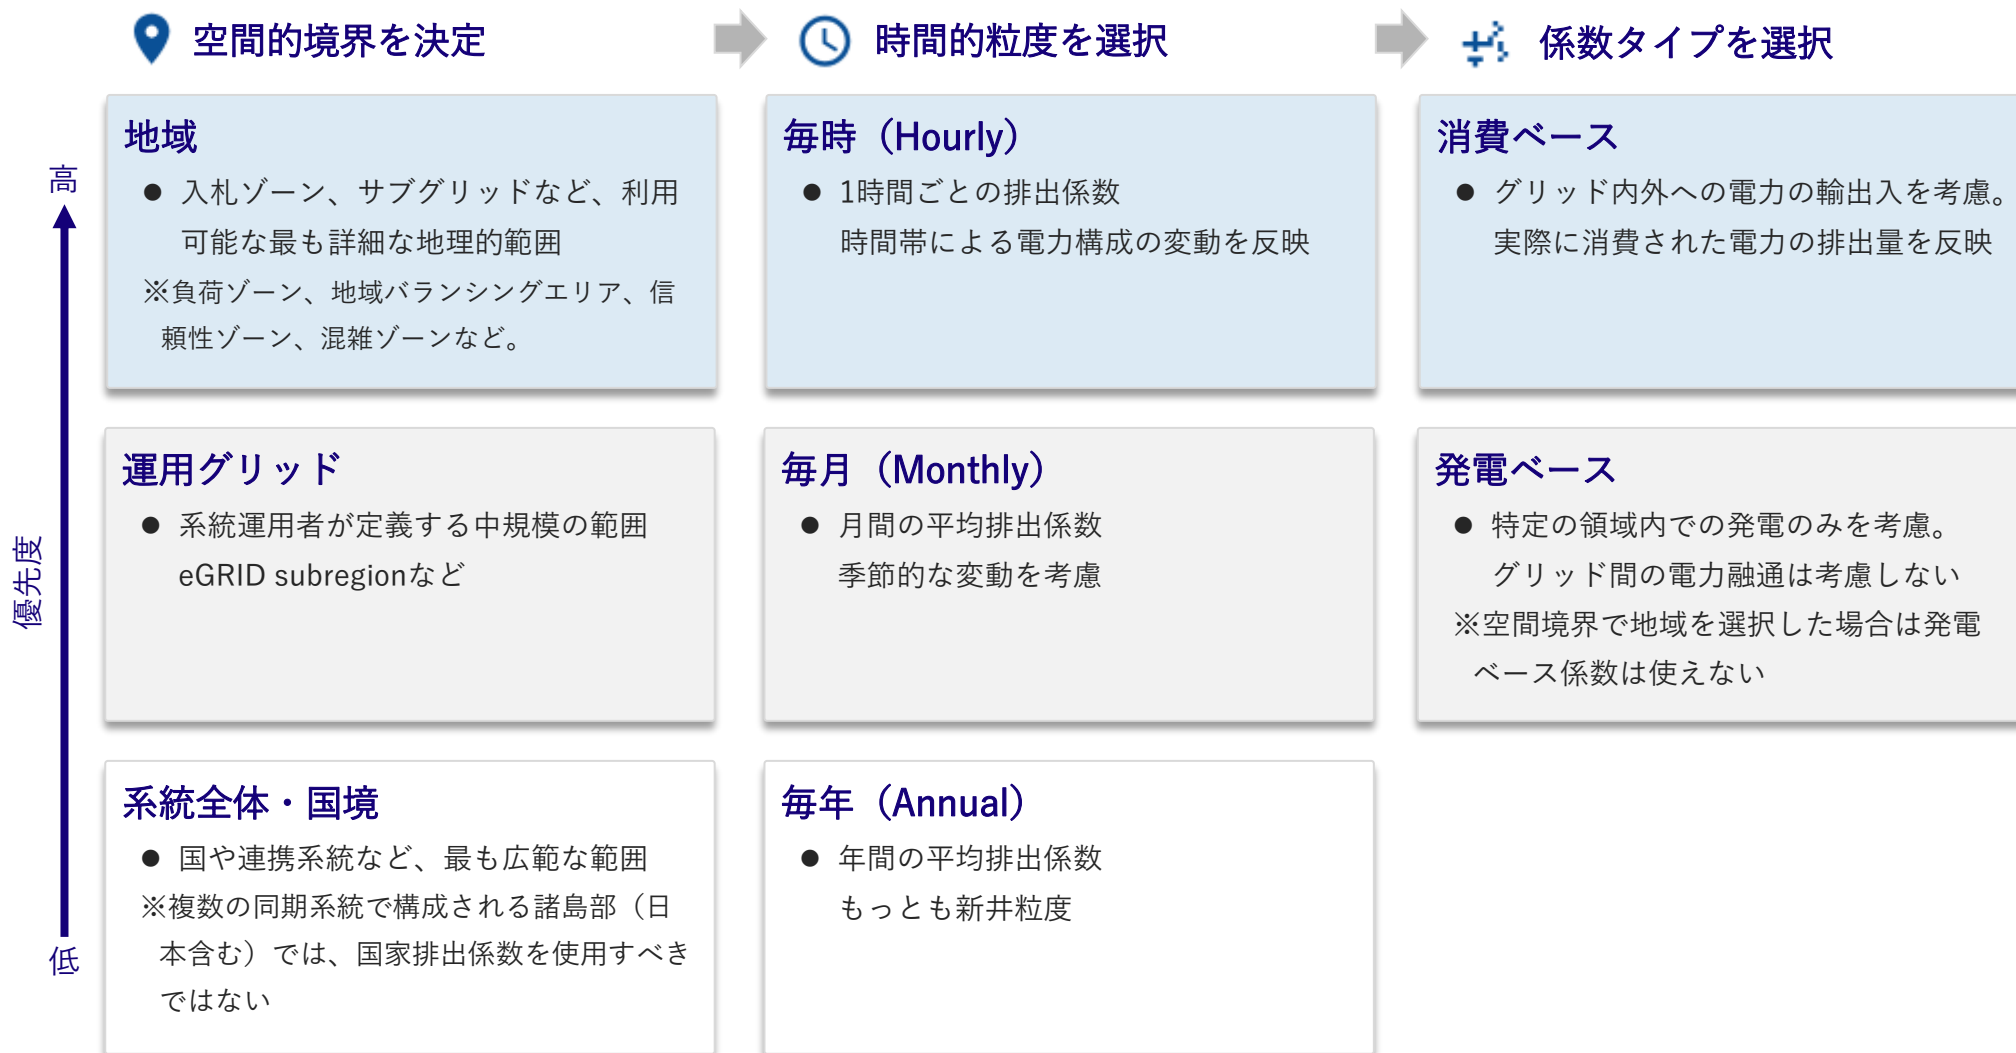 空間的境界を決定
時間的粒度を選択
係数タイプを選択
高
優先度
低
地域
● 入札ゾーン、サブグリッドなど、利用
可能な最も詳細な地理的範囲
※負荷ゾーン、地域バランシングエリア、信
頼性ゾーン、混雑ゾーンなど。
毎時（Hourly）
● 1時間ごとの排出係数
時間帯による電力構成の変動を反映
消費ベース
● グリッド内外への電力の輸出入を考慮。
実際に消費された電力の排出量を反映
運用グリッド
● 系統運用者が定義する中規模の範囲
eGRID subregionなど
毎月（Monthly）
● 月間の平均排出係数
季節的な変動を考慮
発電ベース
● 特定の領域内での発電のみを考慮。
グリッド間の電力融通は考慮しない
※空間境界で地域を選択した場合は発電
ベース係数は使えない
系統全体・国境
● 国や連携系統など、最も広範な範囲
※複数の同期系統で構成される諸島部（日
本含む）では、国家排出係数を使用すべき
ではない
毎年（Annual）
● 年間の平均排出係数
もっとも新井粒度